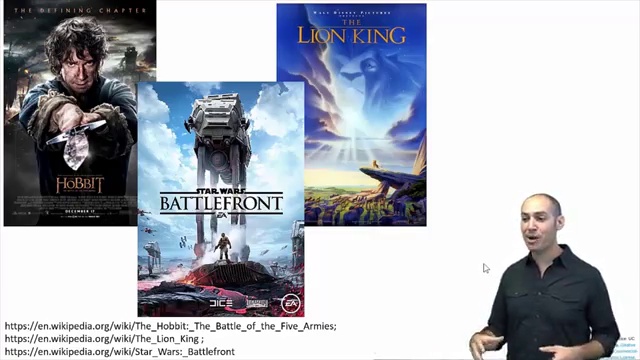 THE DEFINING CHAPTER
THE
HOBBIT
DECEMBER 17
WALT DISNEY PICTURES
PRESENTS
THE
LION KING
STAR WARS
BATTLEFRONT
EA
DICE
EA
https://en.wikipedia.org/wiki/The_Hobbit:_The_Battle_of_the_Five_Armies;
https://en.wikipedia.org/wiki/The_Lion_King ;
https://en.wikipedia.org/wiki/Star_Wars:_Battlefront